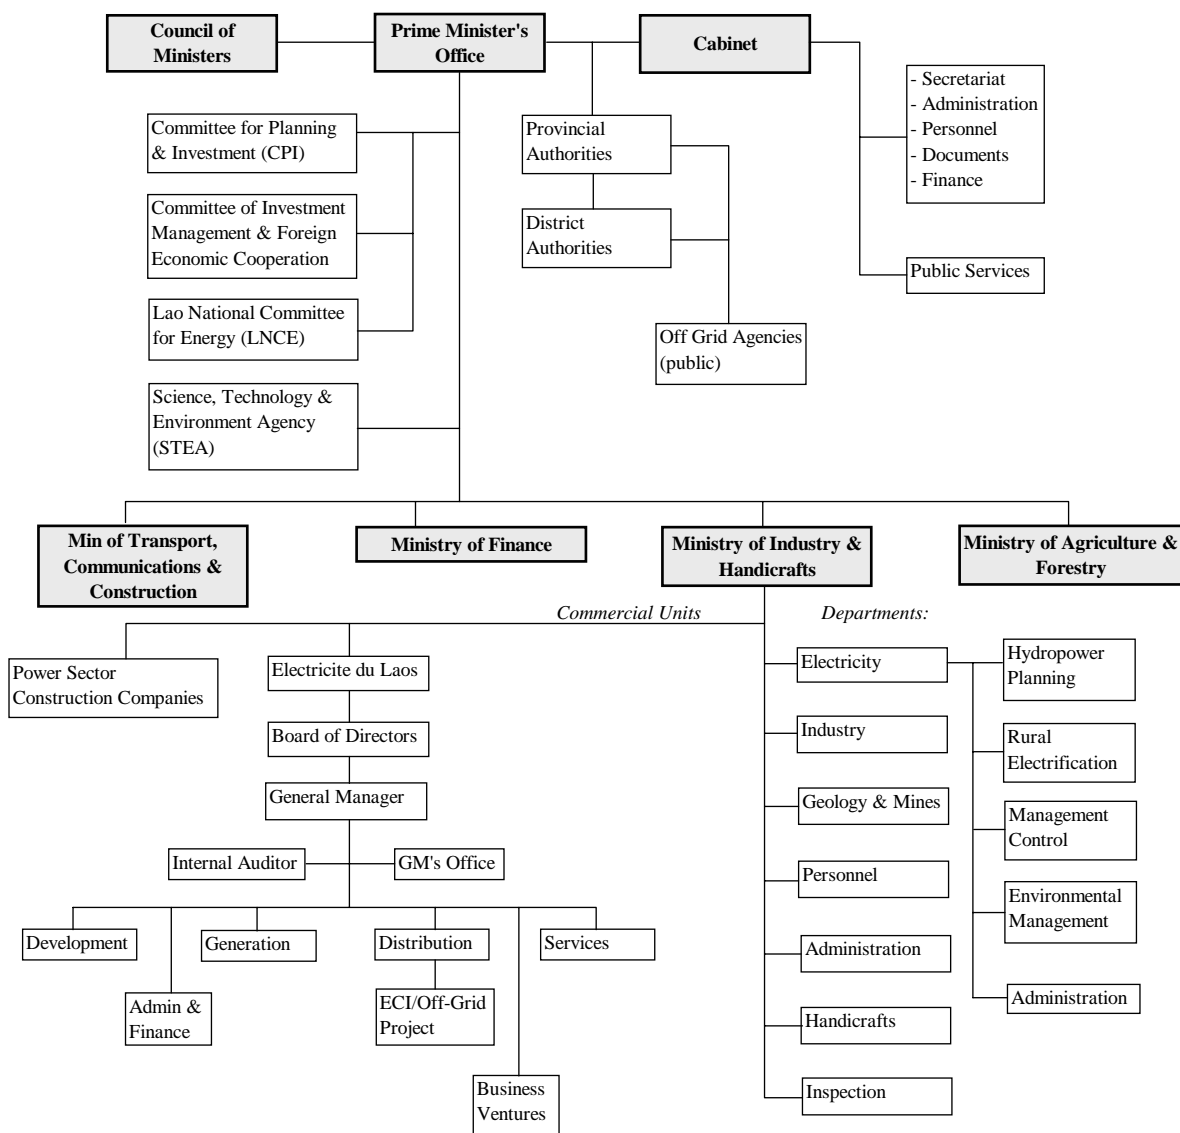 Council of
Ministers
Prime Minister's
Office
Cabinet
- Secretariat
- Administration
- Personnel
- Documents
- Finance
Committee for Planning
& Investment (CPI)
Provincial
Authorities
Committee of Investment
Management & Foreign
Economic Cooperation
District
Authorities
Public Services
Lao National Committee
for Energy (LNCE)
Off Grid Agencies
(public)
Science, Technology &
Environment Agency
(STEA)
Min of Transport,
Communications &
Construction
Ministry of Finance
Ministry of Industry &
Handicrafts
Ministry of Agriculture &
Forestry
Commercial Units
Departments:
Power Sector
Construction Companies
Electricite du Laos
Board of Directors
General Manager
Internal Auditor
GM's Office
Development
Generation
Distribution
Services
Admin &
Finance
ECI/Off-Grid
Project
Business
Ventures
Electricity
Industry
Geology & Mines
Personnel
Administration
Handicrafts
Inspection
Hydropower
Planning
Rural
Electrification
Management
Control
Environmental
Management
Administration